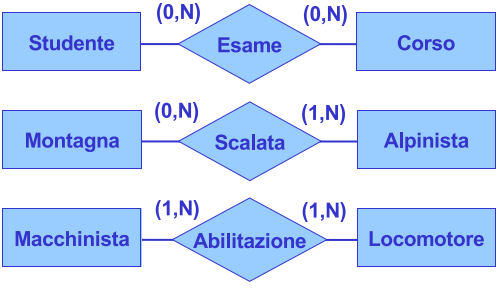 (0,N) (0,N)
Studente Esame Corso
(0,N) (1,N)
Montagna Scalata Alpinista
(1,N) (1,N)
Macchinista Abilitazione Locomotore